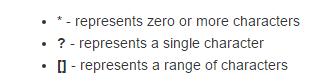 • * - represents zero or more characters
• ? - represents a single character
• [] - represents a range of characters